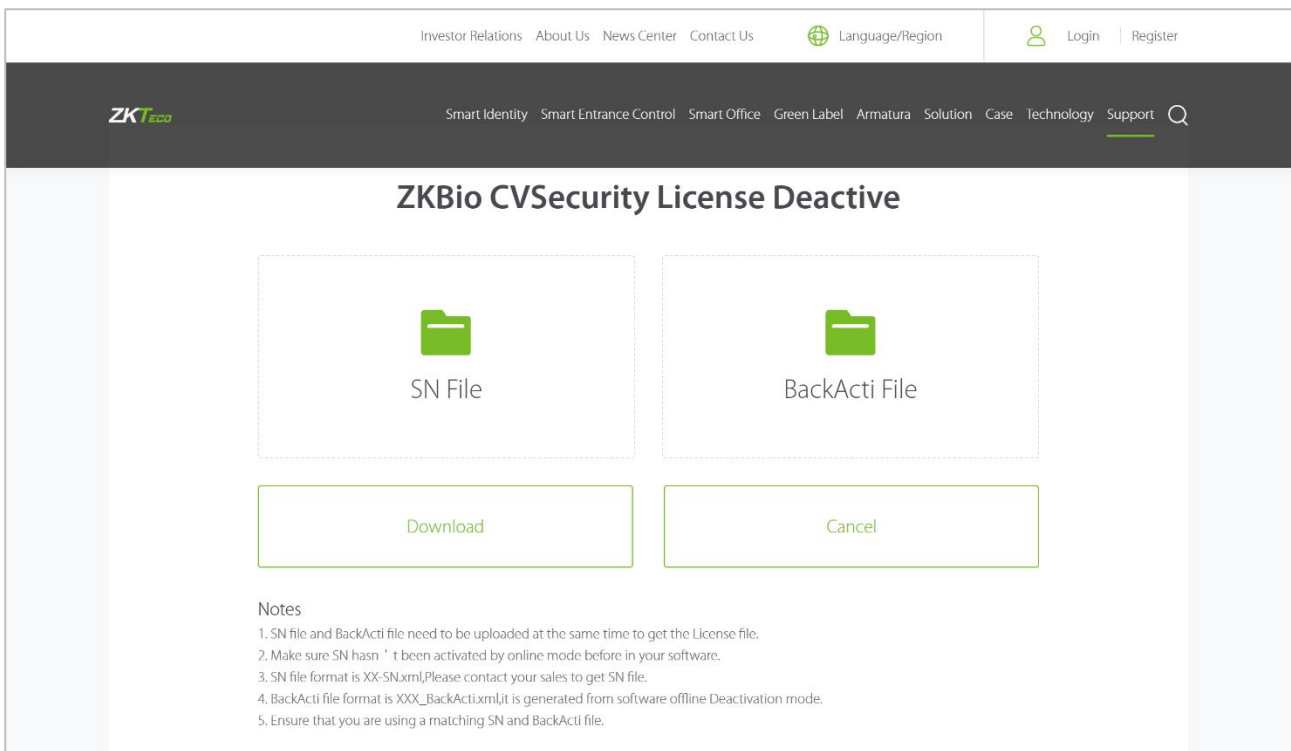 Investor Relations About Us News Center Contact Us Language/Region Login Register
ZKTeco Smart Identity Smart Entrance Control Smart Office Green Label Armatura Solution Case Technology Support
ZKBio CVSecurity License Deactive
SN File BackActi File
Download Cancel
Notes
1. SN file and BackActi file need to be uploaded at the same time to get the License file.
2. Make sure SN hasn ' t been activated by online mode before in your software.
3. SN file format is XX-SN.xml,Please contact your sales to get SN file.
4. BackActi file format is XXX_BackActi.xml,it is generated from software offline Deactivation mode.
5. Ensure that you are using a matching SN and BackActi file.